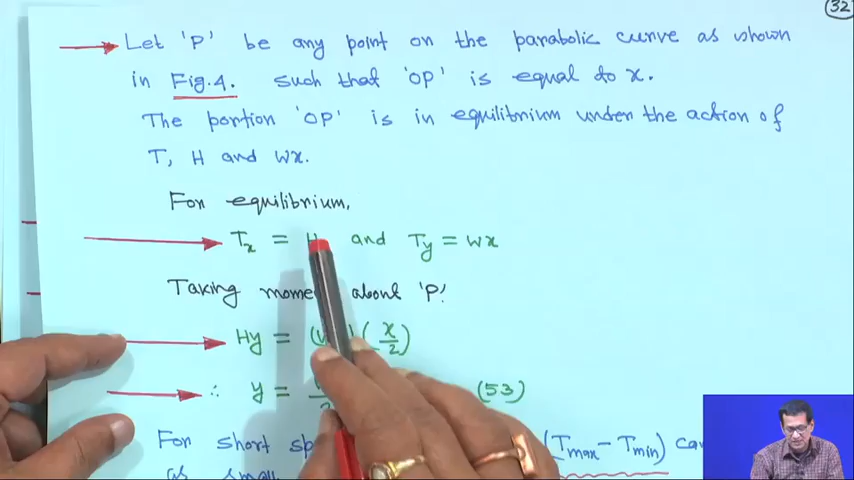 32
Let 'P' be any point on the parabolic curve as shown
in Fig.4. such that 'OP' is equal to x.
The portion 'OP' is in equilibrium under the action of
T, H and wx.
For equilibrium,
Tx = H and Ty = wx
Taking about 'P'.
Hy = (x/2)
∴ y = (53)
For short (Tmax - Tmin)
as small